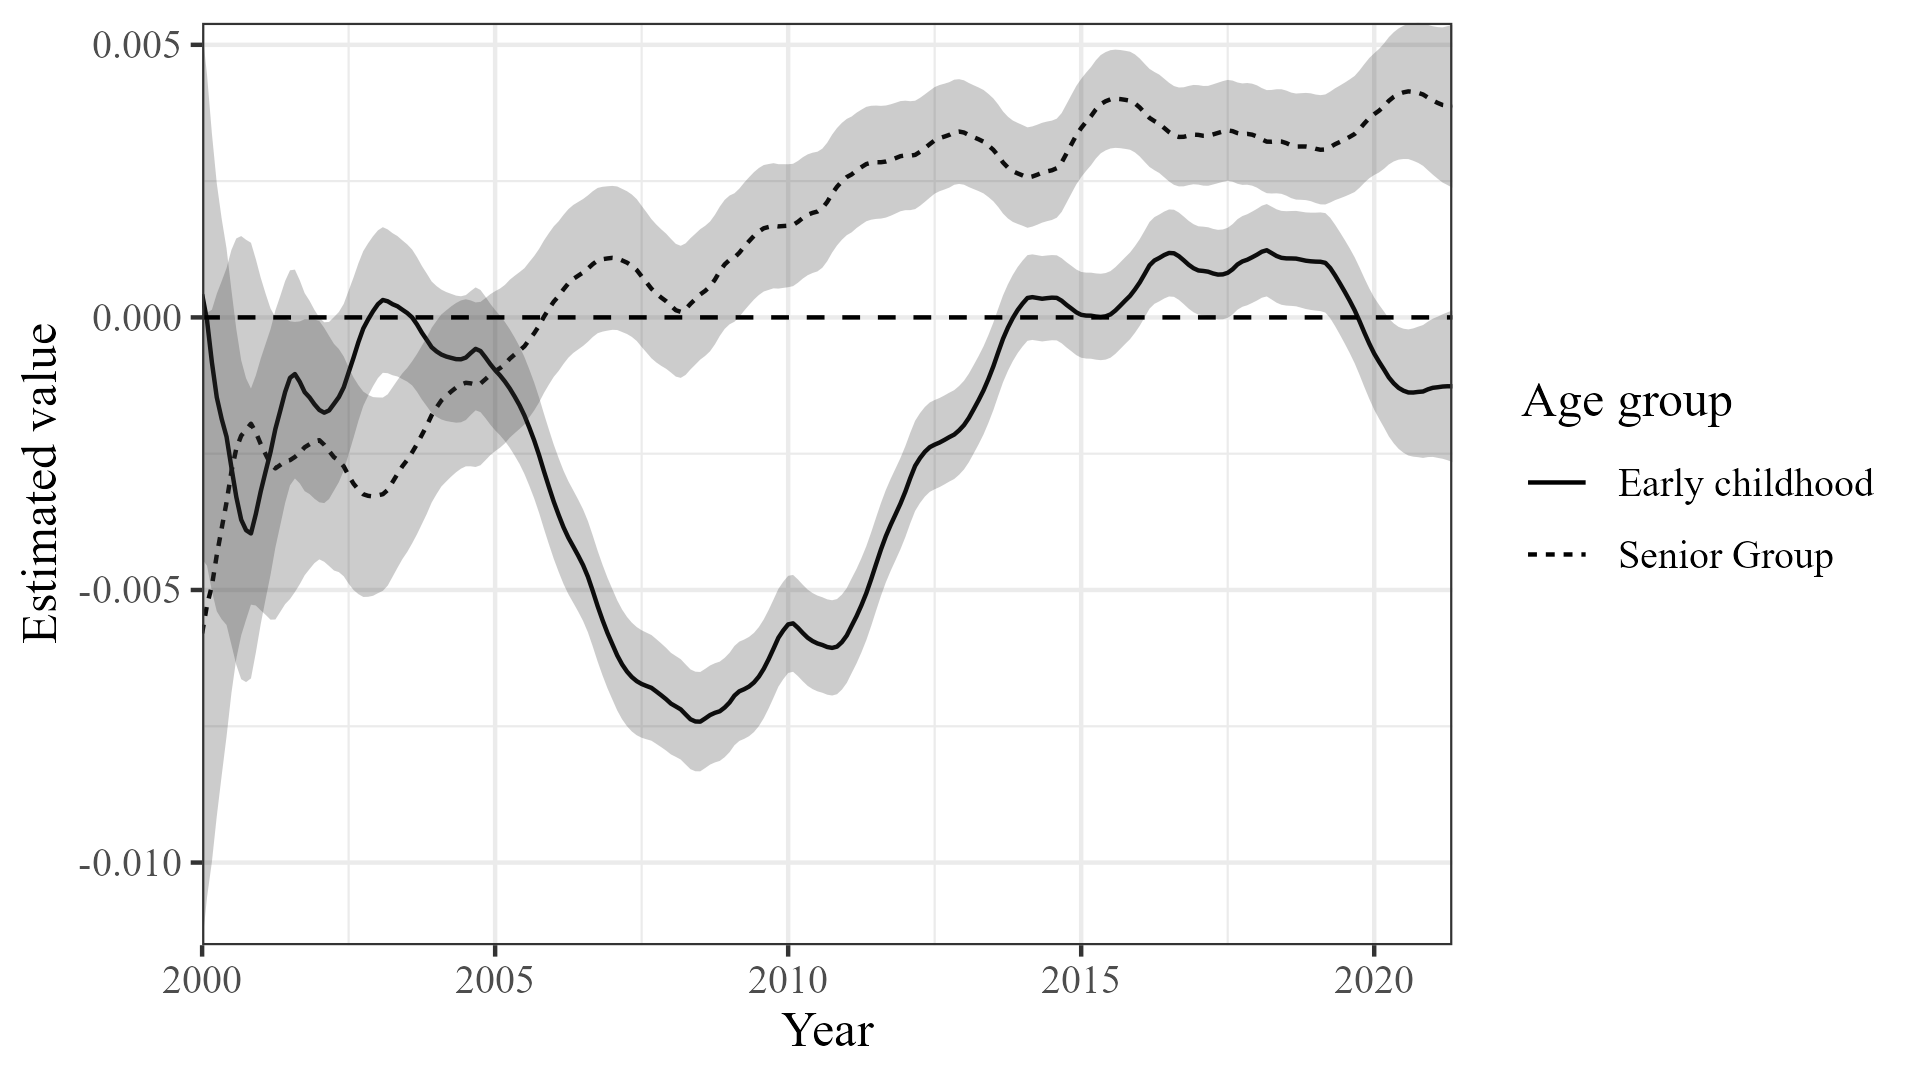 Estimated value
0.005
0.000
-0.005
-0.010
2000
2005
2010
2015
2020
Year
Age group
Early childhood
Senior Group